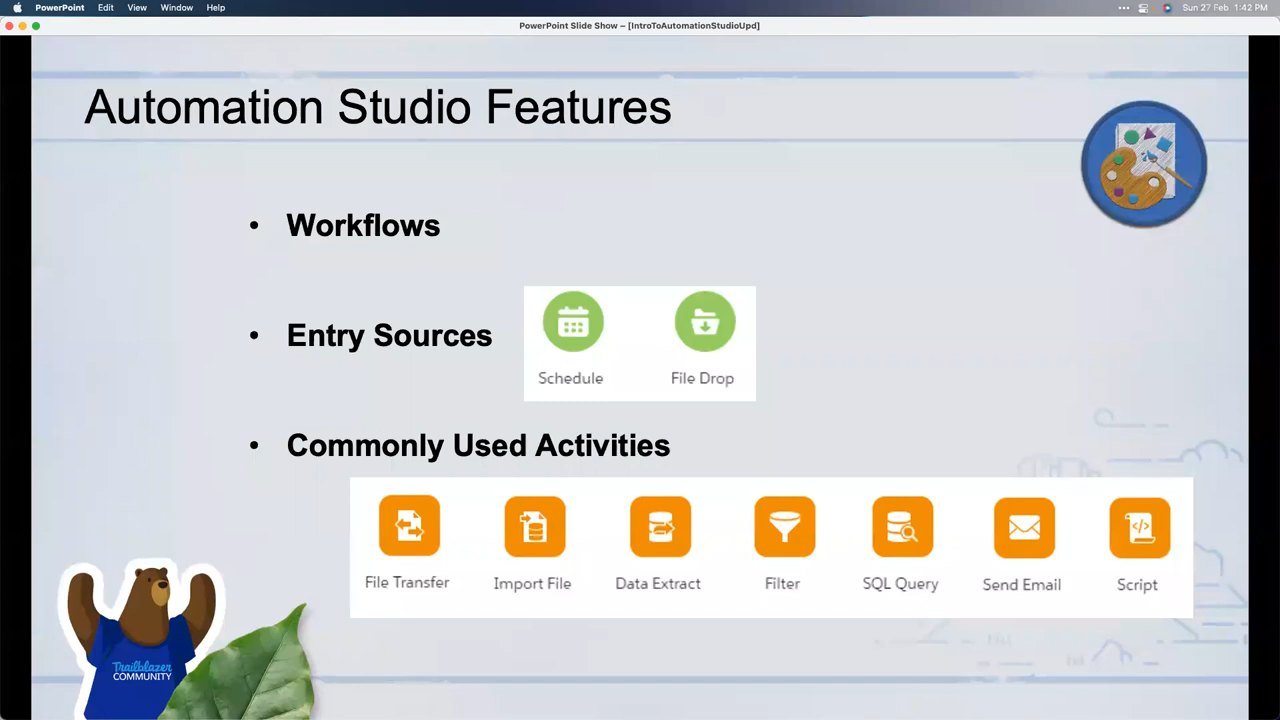 PowerPoint Edit View Window Help
Sun 27 Feb 1:42 PM
PowerPoint Slide Show – [IntroToAutomationStudioUpd]
Automation Studio Features
• Workflows
• Entry Sources
Schedule File Drop
• Commonly Used Activities
File Transfer Import File Data Extract Filter SQL Query Send Email Script
Trailblazer
COMMUNITY